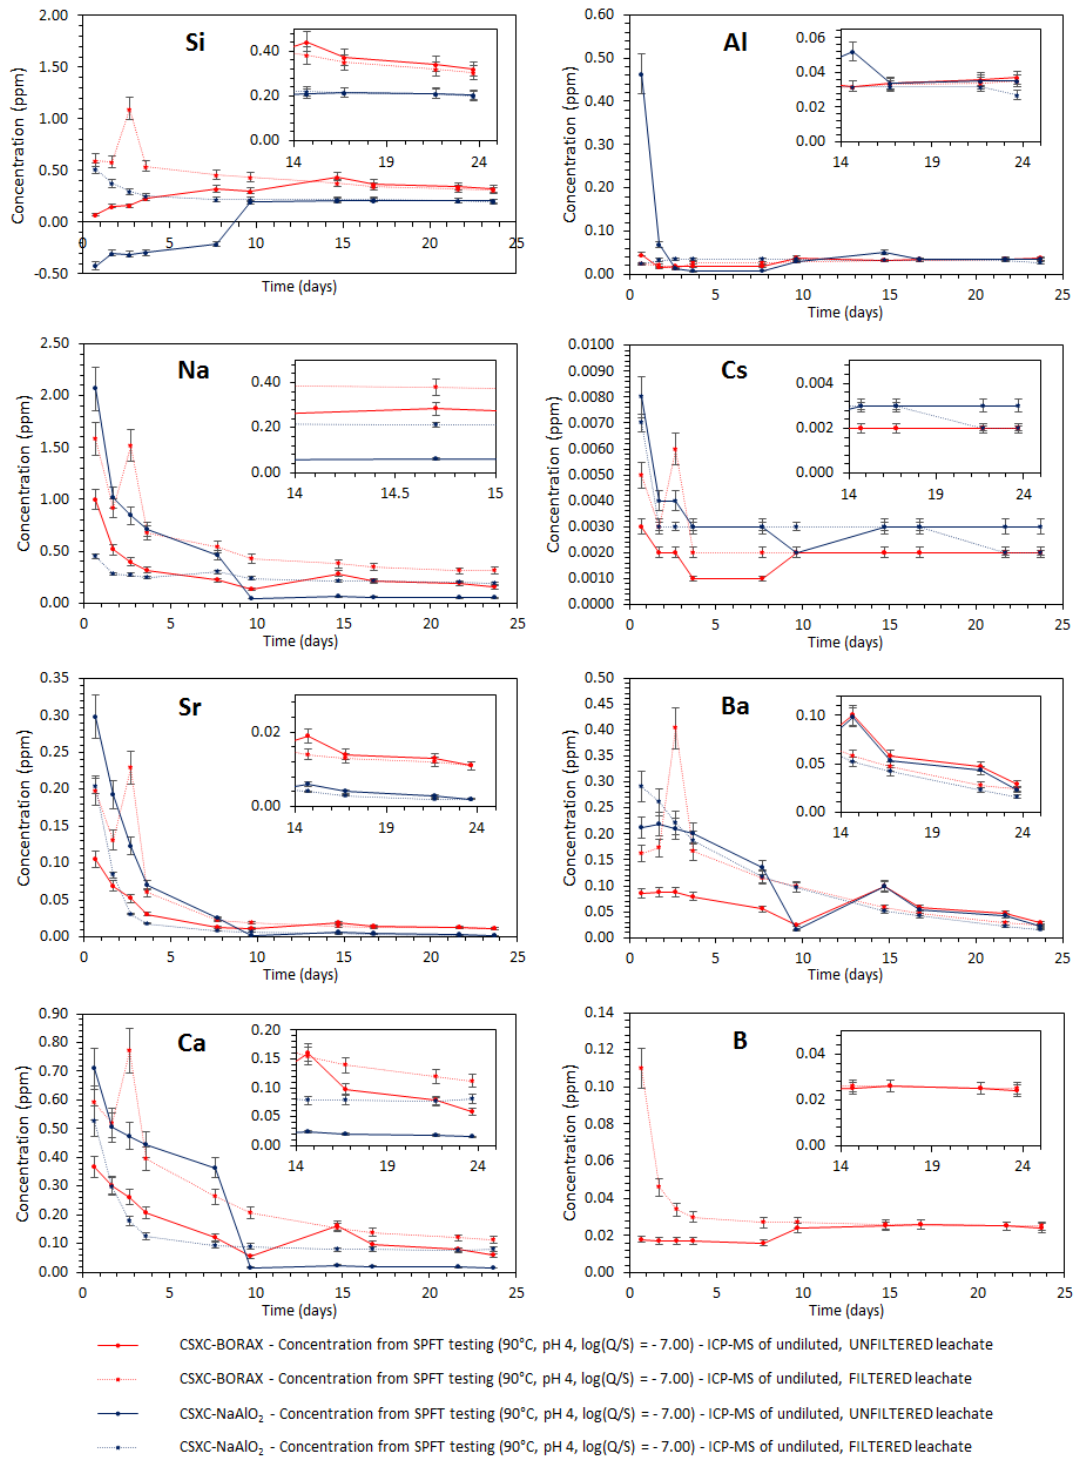 Si
Concentration (ppm)
2.00
1.50
1.00
0.50
0.00
-0.50
0 5 10 15 20 25
Time (days)
0.40
0.20
0.00
14 19 24
Al
Concentration (ppm)
0.60
0.50
0.40
0.30
0.20
0.10
0.00
0 5 10 15 20 25
Time (days)
0.06
0.04
0.02
0.00
14 19 24
Na
Concentration (ppm)
2.50
2.00
1.50
1.00
0.50
0.00
0 5 10 15 20 25
Time (days)
0.40
0.20
0.00
14 14.5 15
Cs
Concentration (ppm)
0.0100
0.0090
0.0080
0.0070
0.0060
0.0050
0.0040
0.0030
0.0020
0.0010
0.0000
0 5 10 15 20 25
Time (days)
0.004
0.002
0.000
14 19 24
Sr
Concentration (ppm)
0.35
0.30
0.25
0.20
0.15
0.10
0.05
0.00
0 5 10 15 20 25
Time (days)
0.02
0.00
14 19 24
Ba
Concentration (ppm)
0.50
0.45
0.40
0.35
0.30
0.25
0.20
0.15
0.10
0.05
0.00
0 5 10 15 20 25
Time (days)
0.10
0.05
0.00
14 19 24
Ca
Concentration (ppm)
0.90
0.80
0.70
0.60
0.50
0.40
0.30
0.20
0.10
0.00
0 5 10 15 20 25
Time (days)
0.20
0.15
0.10
0.05
0.00
14 19 24
B
Concentration (ppm)
0.14
0.12
0.10
0.08
0.06
0.04
0.02
0.00
0 5 10 15 20 25
Time (days)
0.04
0.02
0.00
14 19 24
CSXC-BORAX - Concentration from SPFT testing (90°C, pH 4, log(Q/S) = - 7.00) - ICP-MS of undiluted, UNFILTERED leachate
CSXC-BORAX - Concentration from SPFT testing (90°C, pH 4, log(Q/S) = - 7.00) - ICP-MS of undiluted, FILTERED leachate
CSXC-NaAlO₂ - Concentration from SPFT testing (90°C, pH 4, log(Q/S) = - 7.00) - ICP-MS of undiluted, UNFILTERED leachate
CSXC-NaAlO₂ - Concentration from SPFT testing (90°C, pH 4, log(Q/S) = - 7.00) - ICP-MS of undiluted, FILTERED leachate